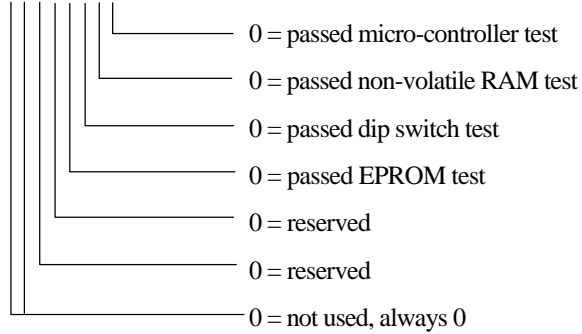 0 = passed micro-controller test
0 = passed non-volatile RAM test
0 = passed dip switch test
0 = passed EPROM test
0 = reserved
0 = reserved
0 = not used, always 0